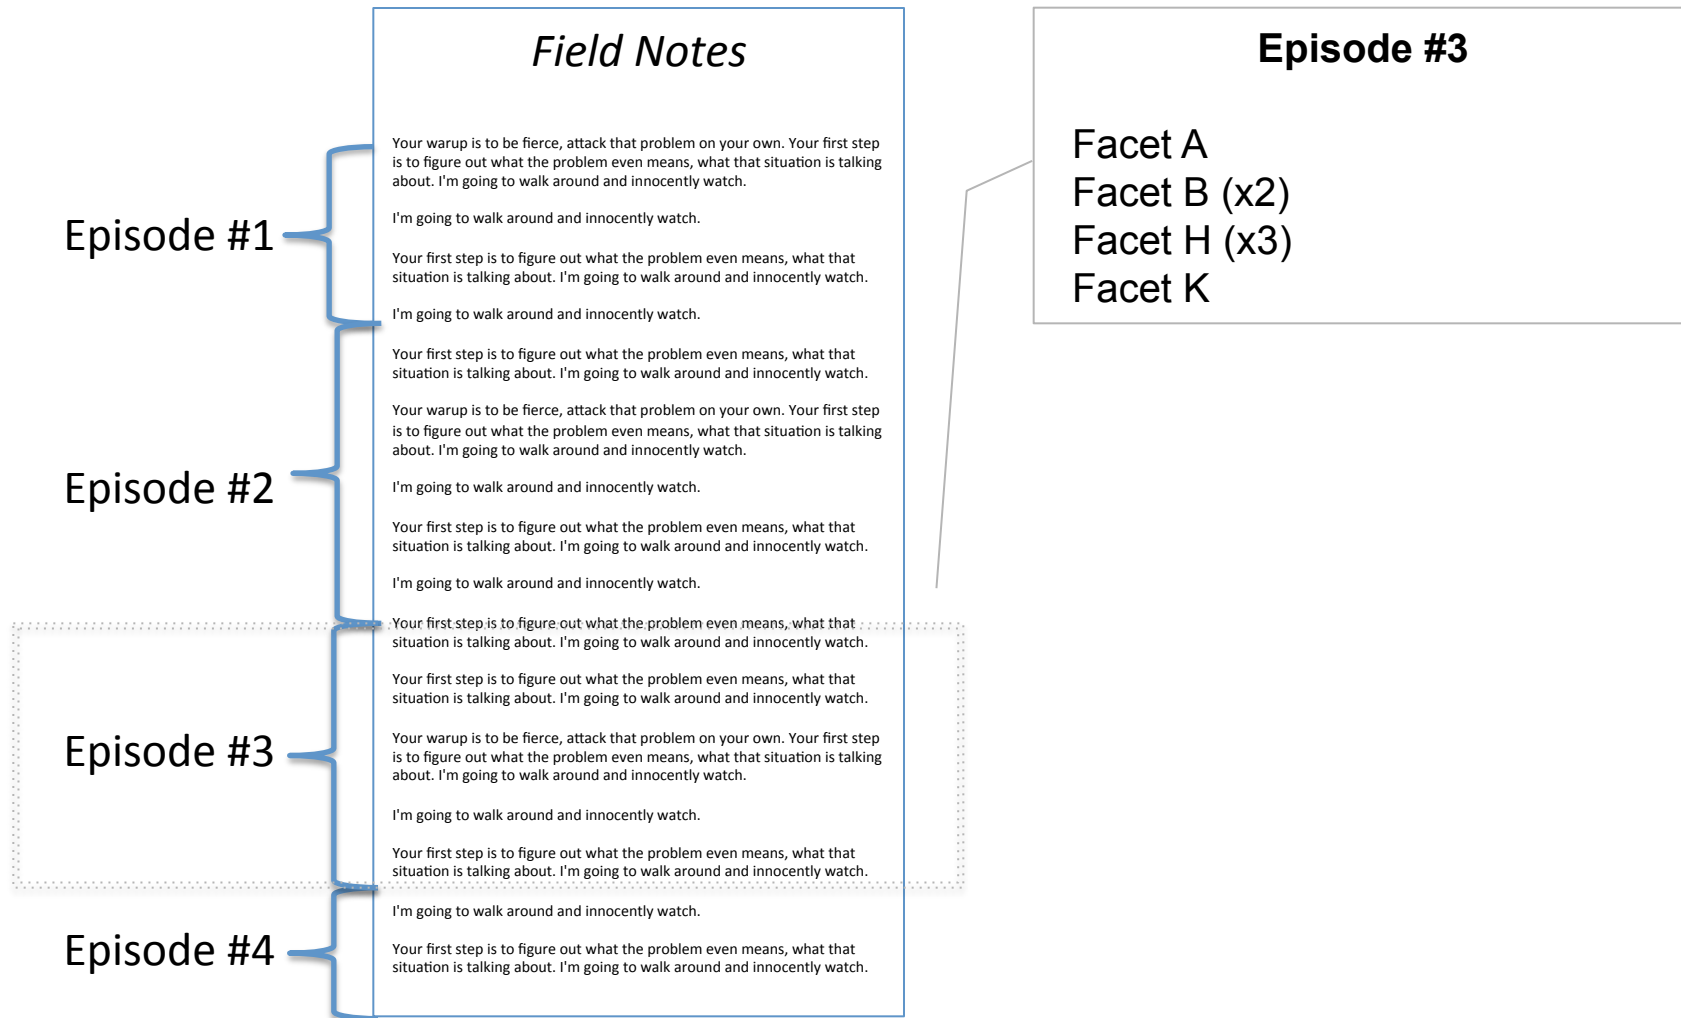 Field Notes
Your warup is to be fierce, attack that problem on your own. Your first step
is to figure out what the problem even means, what that situation is talking
about. I'm going to walk around and innocently watch.
I'm going to walk around and innocently watch.
Your first step is to figure out what the problem even means, what that
situation is talking about. I'm going to walk around and innocently watch.
I'm going to walk around and innocently watch.
Your first step is to figure out what the problem even means, what that
situation is talking about. I'm going to walk around and innocently watch.
Your warup is to be fierce, attack that problem on your own. Your first step
is to figure out what the problem even means, what that situation is talking
about. I'm going to walk around and innocently watch.
I'm going to walk around and innocently watch.
Your first step is to figure out what the problem even means, what that
situation is talking about. I'm going to walk around and innocently watch.
I'm going to walk around and innocently watch.
Your first step is to figure out what the problem even means, what that
situation is talking about. I'm going to walk around and innocently watch.
Your first step is to figure out what the problem even means, what that
situation is talking about. I'm going to walk around and innocently watch.
Your warup is to be fierce, attack that problem on your own. Your first step
is to figure out what the problem even means, what that situation is talking
about. I'm going to walk around and innocently watch.
I'm going to walk around and innocently watch.
Your first step is to figure out what the problem even means, what that
situation is talking about. I'm going to walk around and innocently watch.
I'm going to walk around and innocently watch.
Your first step is to figure out what the problem even means, what that
situation is talking about. I'm going to walk around and innocently watch.
Episode #1
Episode #2
Episode #3
Episode #4
Episode #3
Facet A
Facet B (x2)
Facet H (x3)
Facet K